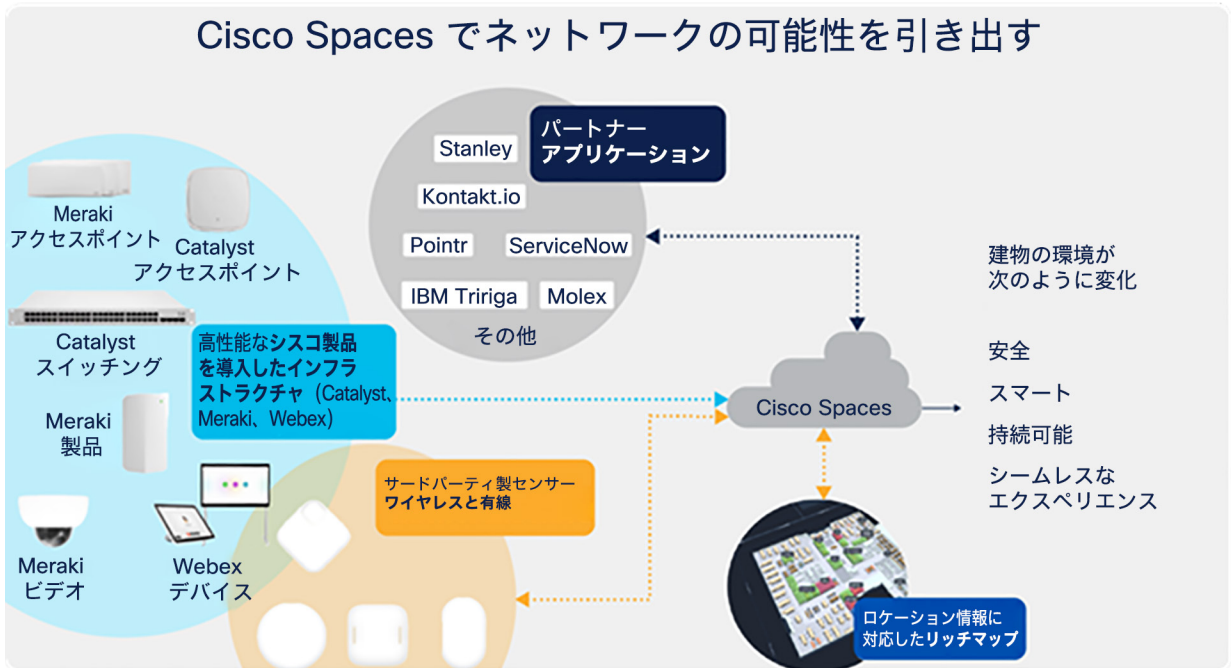 Cisco Spaces でネットワークの可能性を引き出す
パートナー
アプリケーション
Stanley
Kontakt.io
Pointr
ServiceNow
IBM Tririga
Molex
その他
Meraki
アクセスポイント
Catalyst
アクセスポイント
Catalyst
スイッチング
高性能なシスコ製品
を導入したインフラ
ストラクチャ（Catalyst、
Meraki、Webex）
Meraki
製品
Meraki
ビデオ
Webex
デバイス
サードパーティ製センサー
ワイヤレスと有線
Cisco Spaces
ロケーション情報に
対応したリッチマップ
建物の環境が
次のように変化
安全
スマート
持続可能
シームレスな
エクスペリエンス